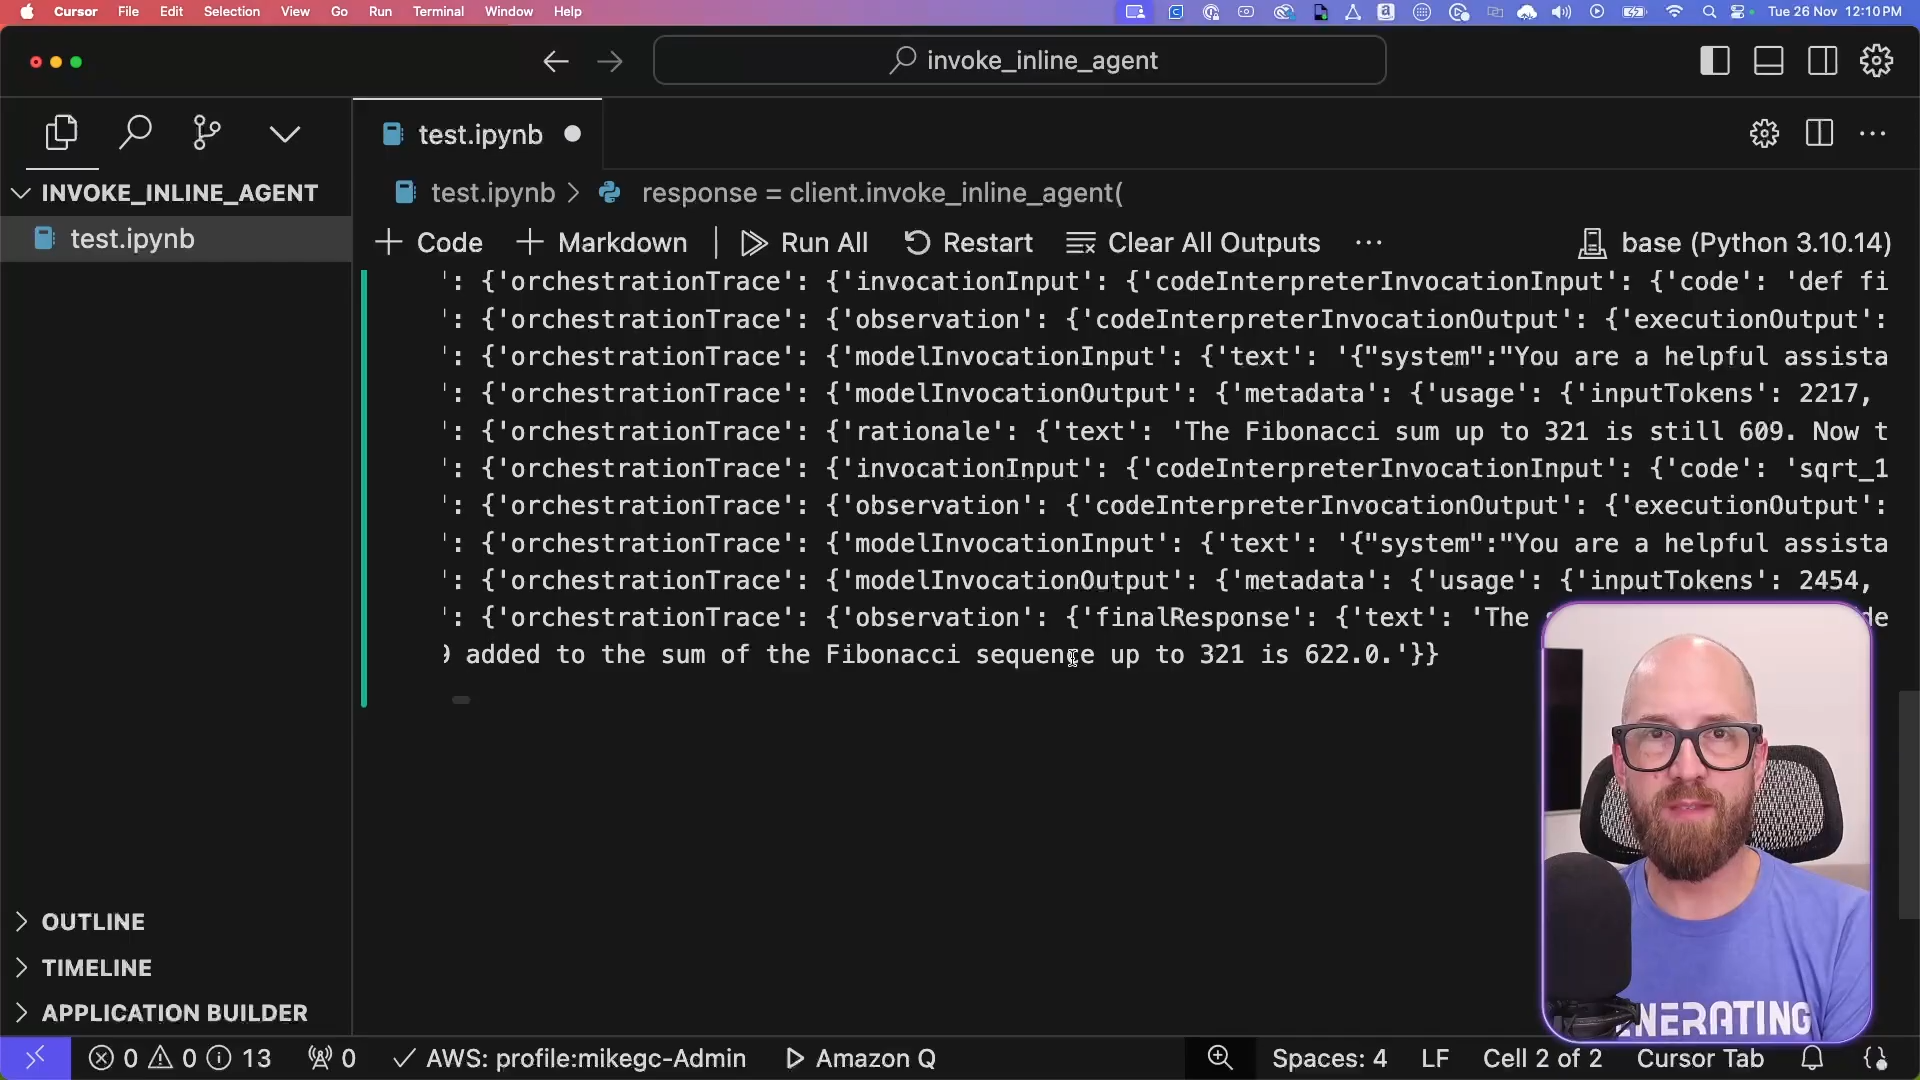 Cursor File Edit Selection View Go Run Terminal Window Help Tue 26 Nov 12:10 PM
invoke_inline_agent
test.ipynb
INVOKE_INLINE_AGENT
test.ipynb > response = client.invoke_inline_agent(
test.ipynb
+ Code + Markdown | Run All Restart Clear All Outputs ··· base (Python 3.10.14)
': {'orchestrationTrace': {'invocationInput': {'codeInterpreterInvocationInput': {'code': 'def fi
': {'orchestrationTrace': {'observation': {'codeInterpreterInvocationOutput': {'executionOutput':
': {'orchestrationTrace': {'modelInvocationInput': {'text': '{"system":"You are a helpful assista
': {'orchestrationTrace': {'modelInvocationOutput': {'metadata': {'usage': {'inputTokens': 2217,
': {'orchestrationTrace': {'rationale': {'text': 'The Fibonacci sum up to 321 is still 609. Now t
': {'orchestrationTrace': {'invocationInput': {'codeInterpreterInvocationInput': {'code': 'sqrt_1
': {'orchestrationTrace': {'observation': {'codeInterpreterInvocationOutput': {'executionOutput':
': {'orchestrationTrace': {'modelInvocationInput': {'text': '{"system":"You are a helpful assista
': {'orchestrationTrace': {'modelInvocationOutput': {'metadata': {'usage': {'inputTokens': 2454,
': {'orchestrationTrace': {'observation': {'finalResponse': {'text': 'The
added to the sum of the Fibonacci sequence up to 321 is 622.0.'}}
OUTLINE
TIMELINE
APPLICATION BUILDER
ENERATING
0 0 13 0 AWS: profile:mikegc-Admin Amazon Q Spaces: 4 LF Cell 2 of 2 Cursor Tab